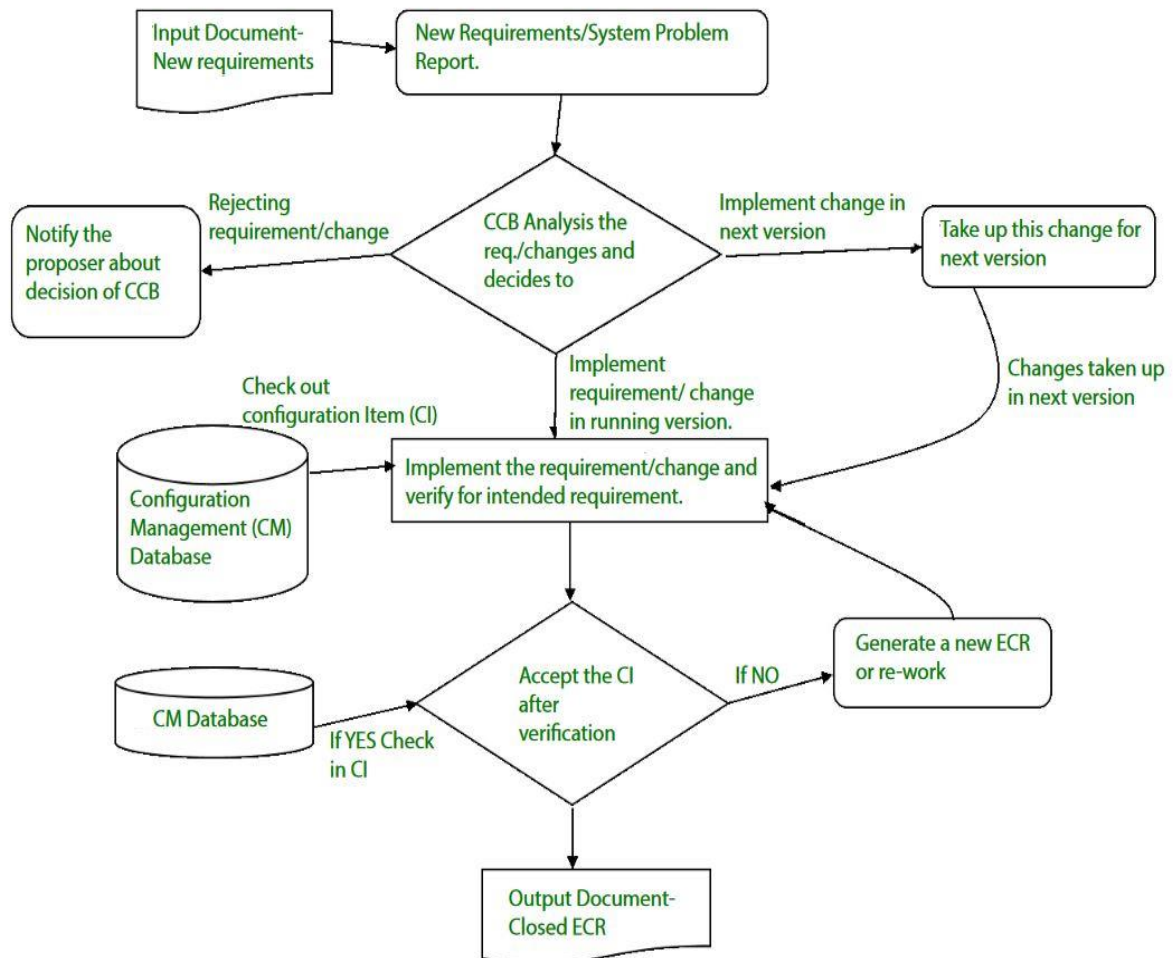 Input Document-
New requirements
New Requirements/System Problem
Report.
Rejecting
requirement/change
CCB Analysis the
req./changes and
decides to
Implement change in
next version
Notify the
proposer about
decision of CCB
Take up this change for
next version
Implement
requirement/ change
in running version.
Changes taken up
in next version
Check out
configuration Item (CI)
Configuration
Management (CM)
Database
Implement the requirement/change and
verify for intended requirement.
Accept the CI
after
verification
If NO
Generate a new ECR
or re-work
CM Database
If YES Check
in CI
Output Document-
Closed ECR